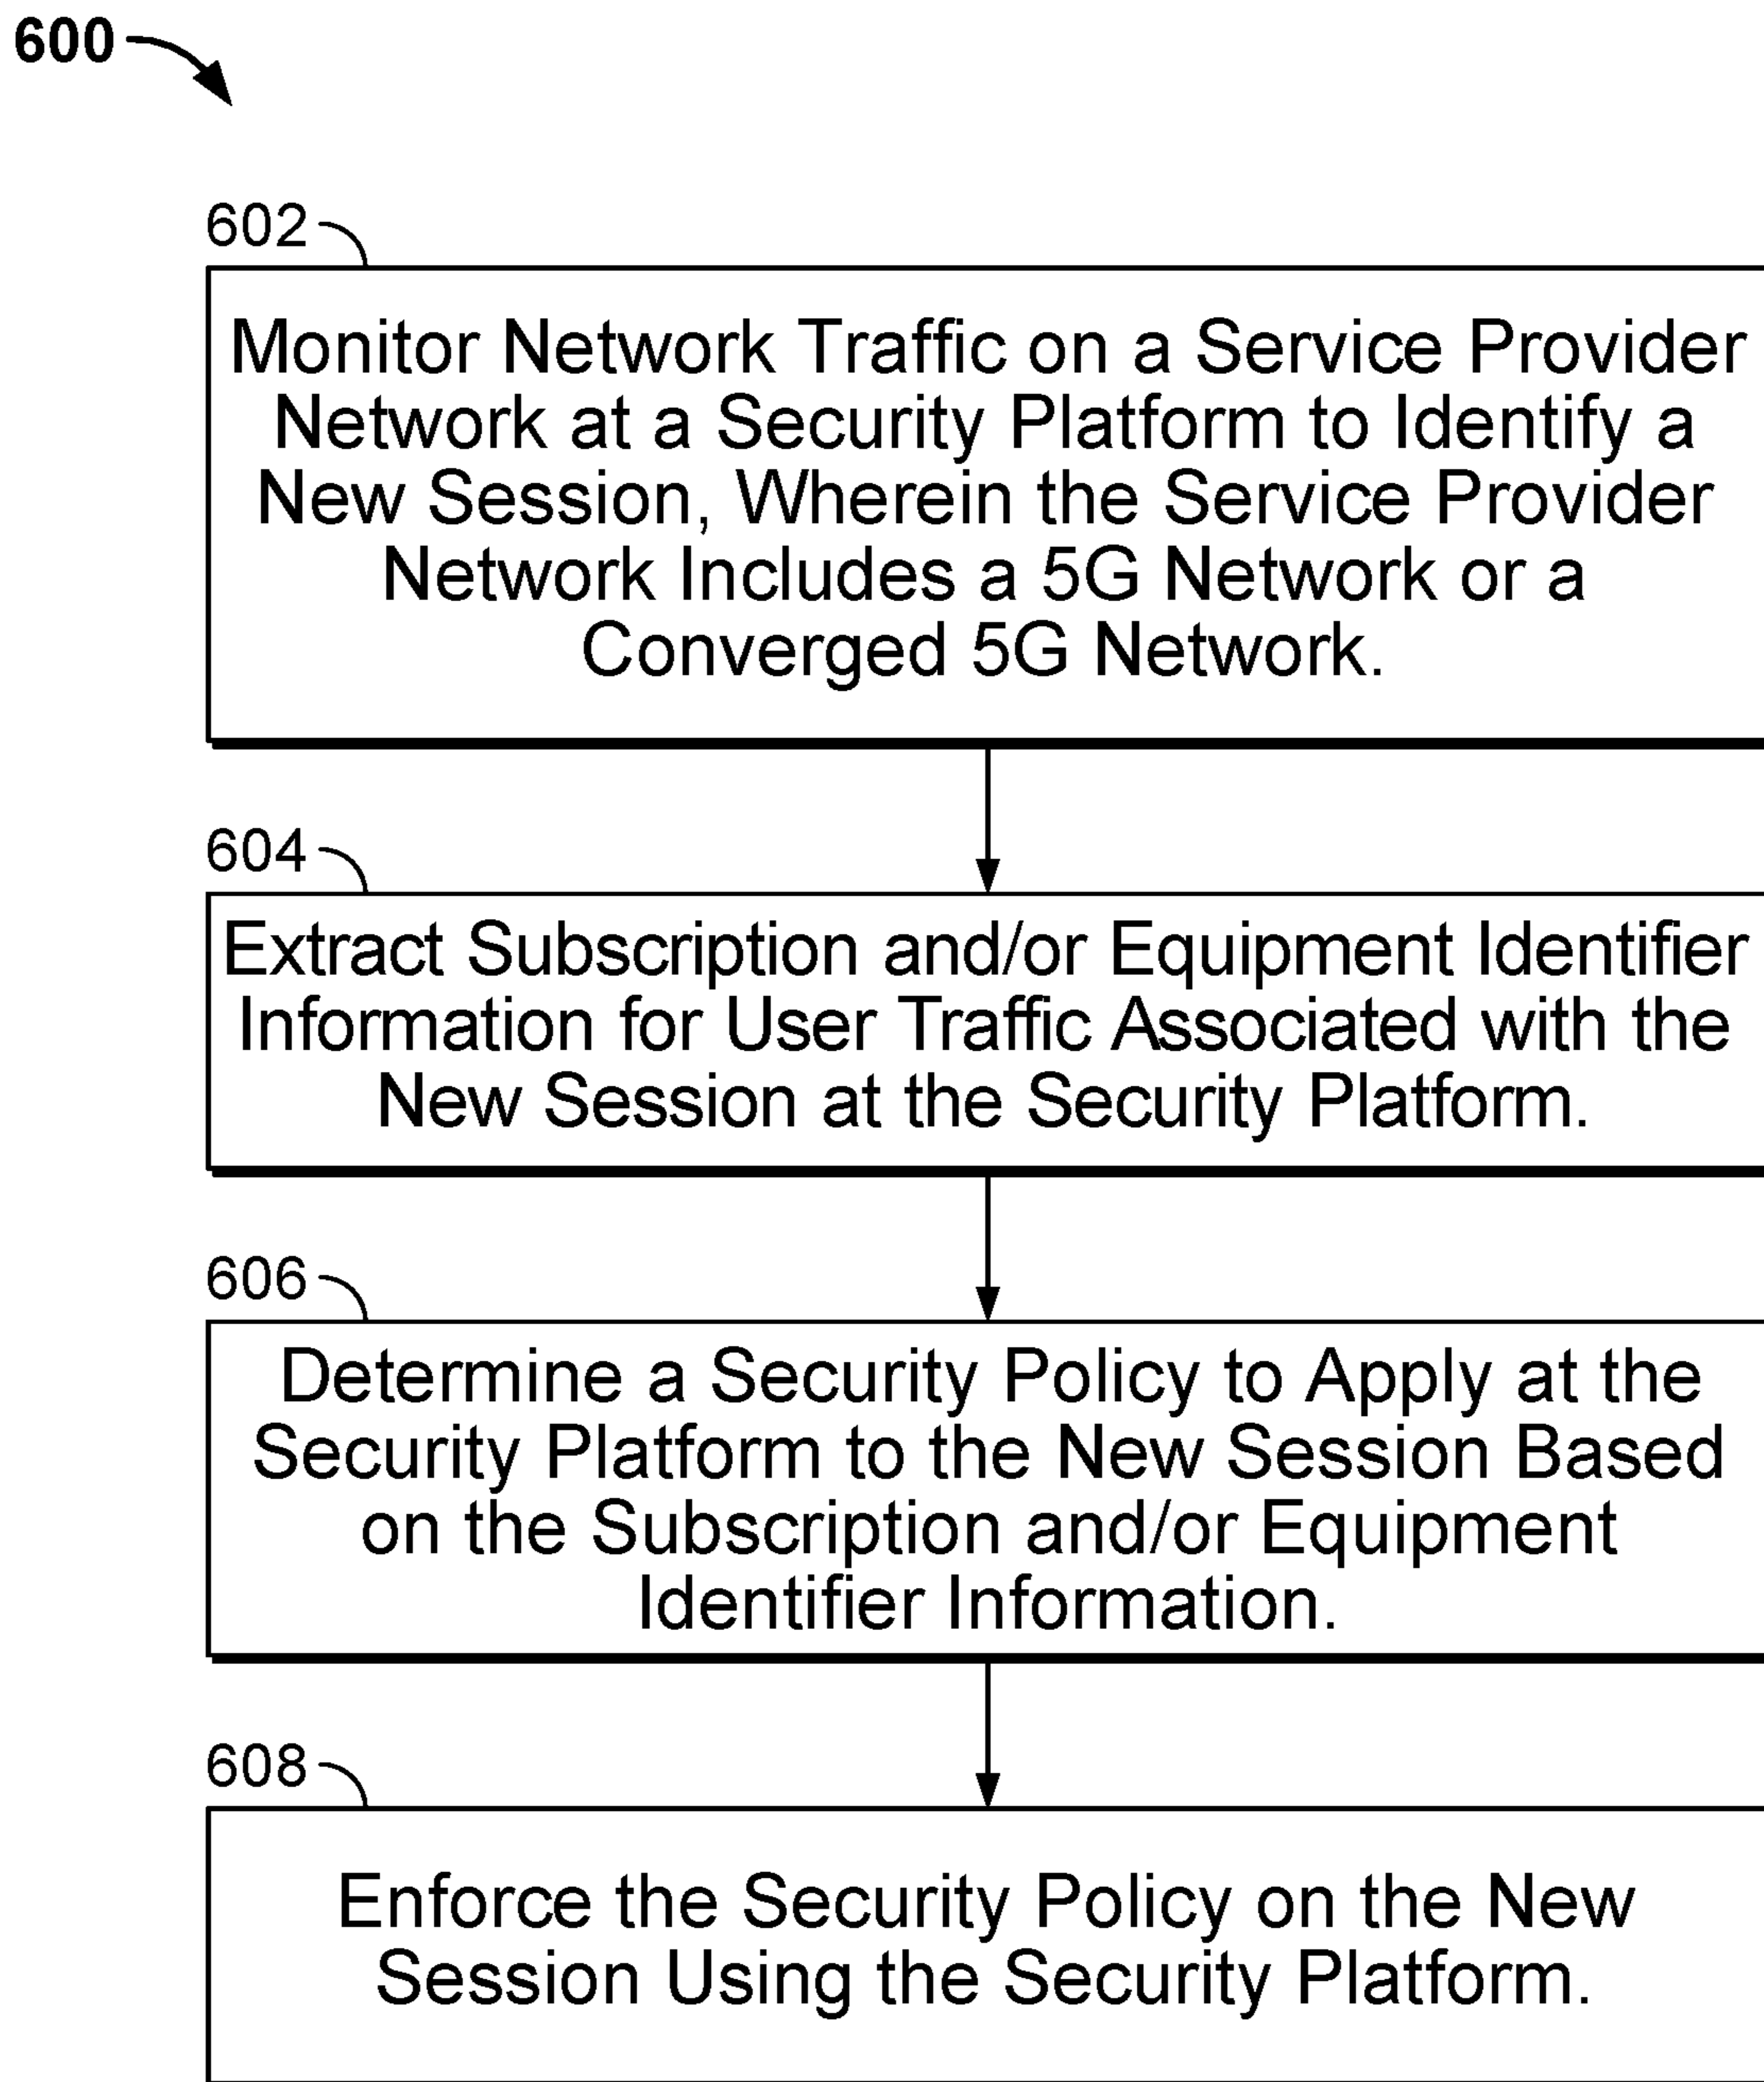 600
602
Monitor Network Traffic on a Service Provider
Network at a Security Platform to Identify a
New Session, Wherein the Service Provider
Network Includes a 5G Network or a
Converged 5G Network.
604
Extract Subscription and/or Equipment Identifier
Information for User Traffic Associated with the
New Session at the Security Platform.
606
Determine a Security Policy to Apply at the
Security Platform to the New Session Based
on the Subscription and/or Equipment
Identifier Information.
608
Enforce the Security Policy on the New
Session Using the Security Platform.